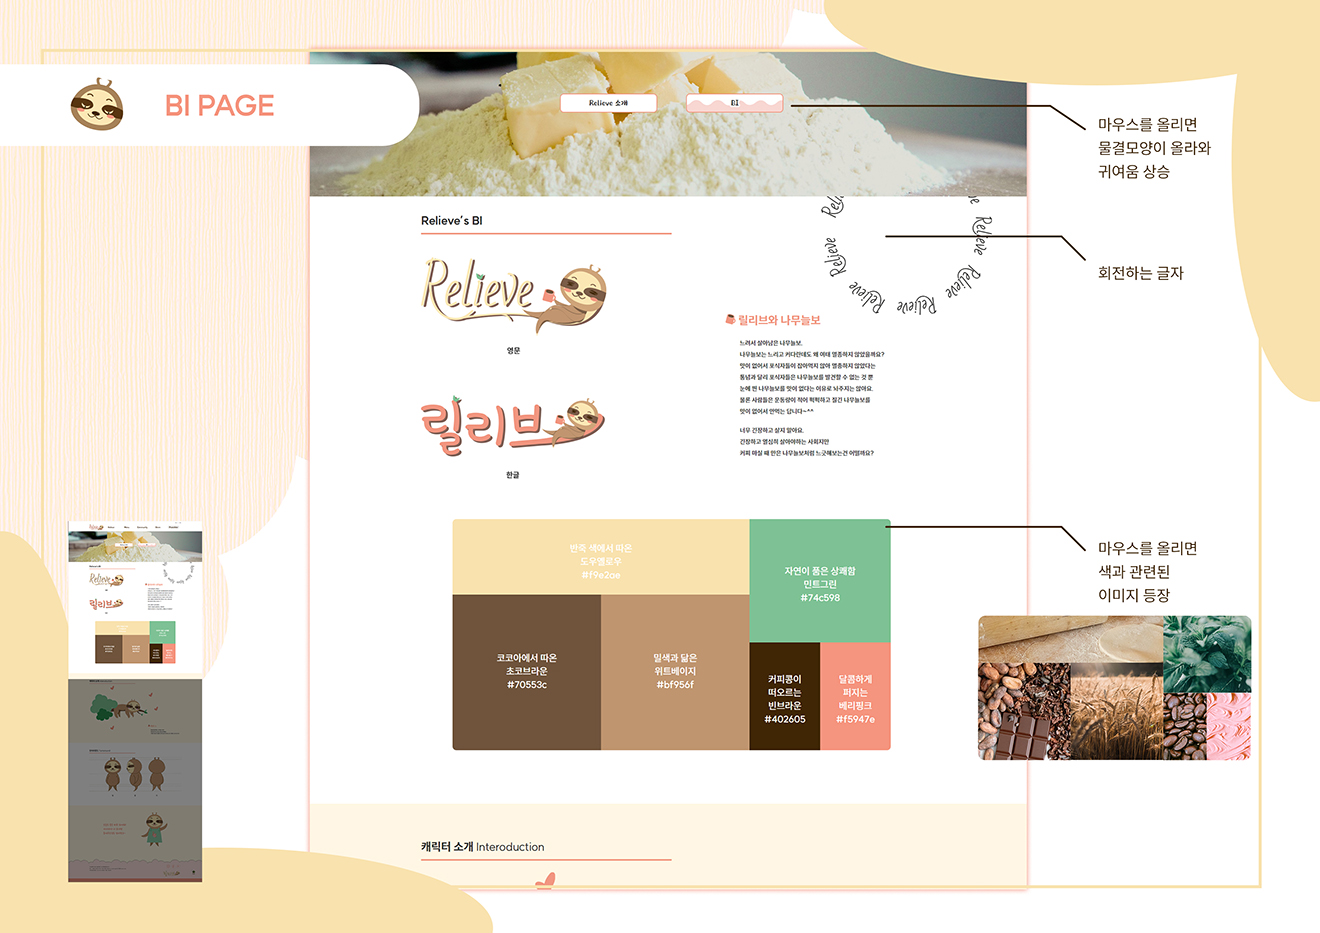 BI PAGE
Relieve 소개
BI
마우스를 올리면
물결모양이 올라와
귀여움 상승
Relieve's BI
Relieve
영문
릴리브
한글
Relieve Relieve Relieve Relieve Relieve Relieve Relieve
회전하는 글자
릴리브와 나무늘보
느려서 살아남은 나무늘보.
나무늘보는 느리고 커다란데도 왜 여태 멸종하지 않았을까요?
맛이 없어서 포식자들이 잡아먹지 않아 멸종하지 않았다는
통념과 달리 포식자들은 나무늘보를 발견할 수 없는 것 뿐
눈에 띈 나무늘보를 맛이 없다는 이유로 놔주지는 않아요.
물론 사람들은 운동량이 적어 퍽퍽하고 질긴 나무늘보를
맛이 없어서 안먹는 답니다~^^
너무 긴장하고 살지 말아요.
긴장하고 열심히 살아야하는 사회지만
커피 마실 때 만은 나무늘보처럼 느긋해보는건 어떨까요?
반죽 색에서 따온
도우옐로우
#f9e2ae
자연이 품은 상쾌함
민트그린
#74c598
코코아에서 따온
초코브라운
#70553c
밀색과 닮은
위트베이지
#bf956f
커피콩이
떠오르는
빈브라운
#402605
달콤하게
퍼지는
베리핑크
#f5947e
마우스를 올리면
색과 관련된
이미지 등장
캐릭터 소개 Interoduction